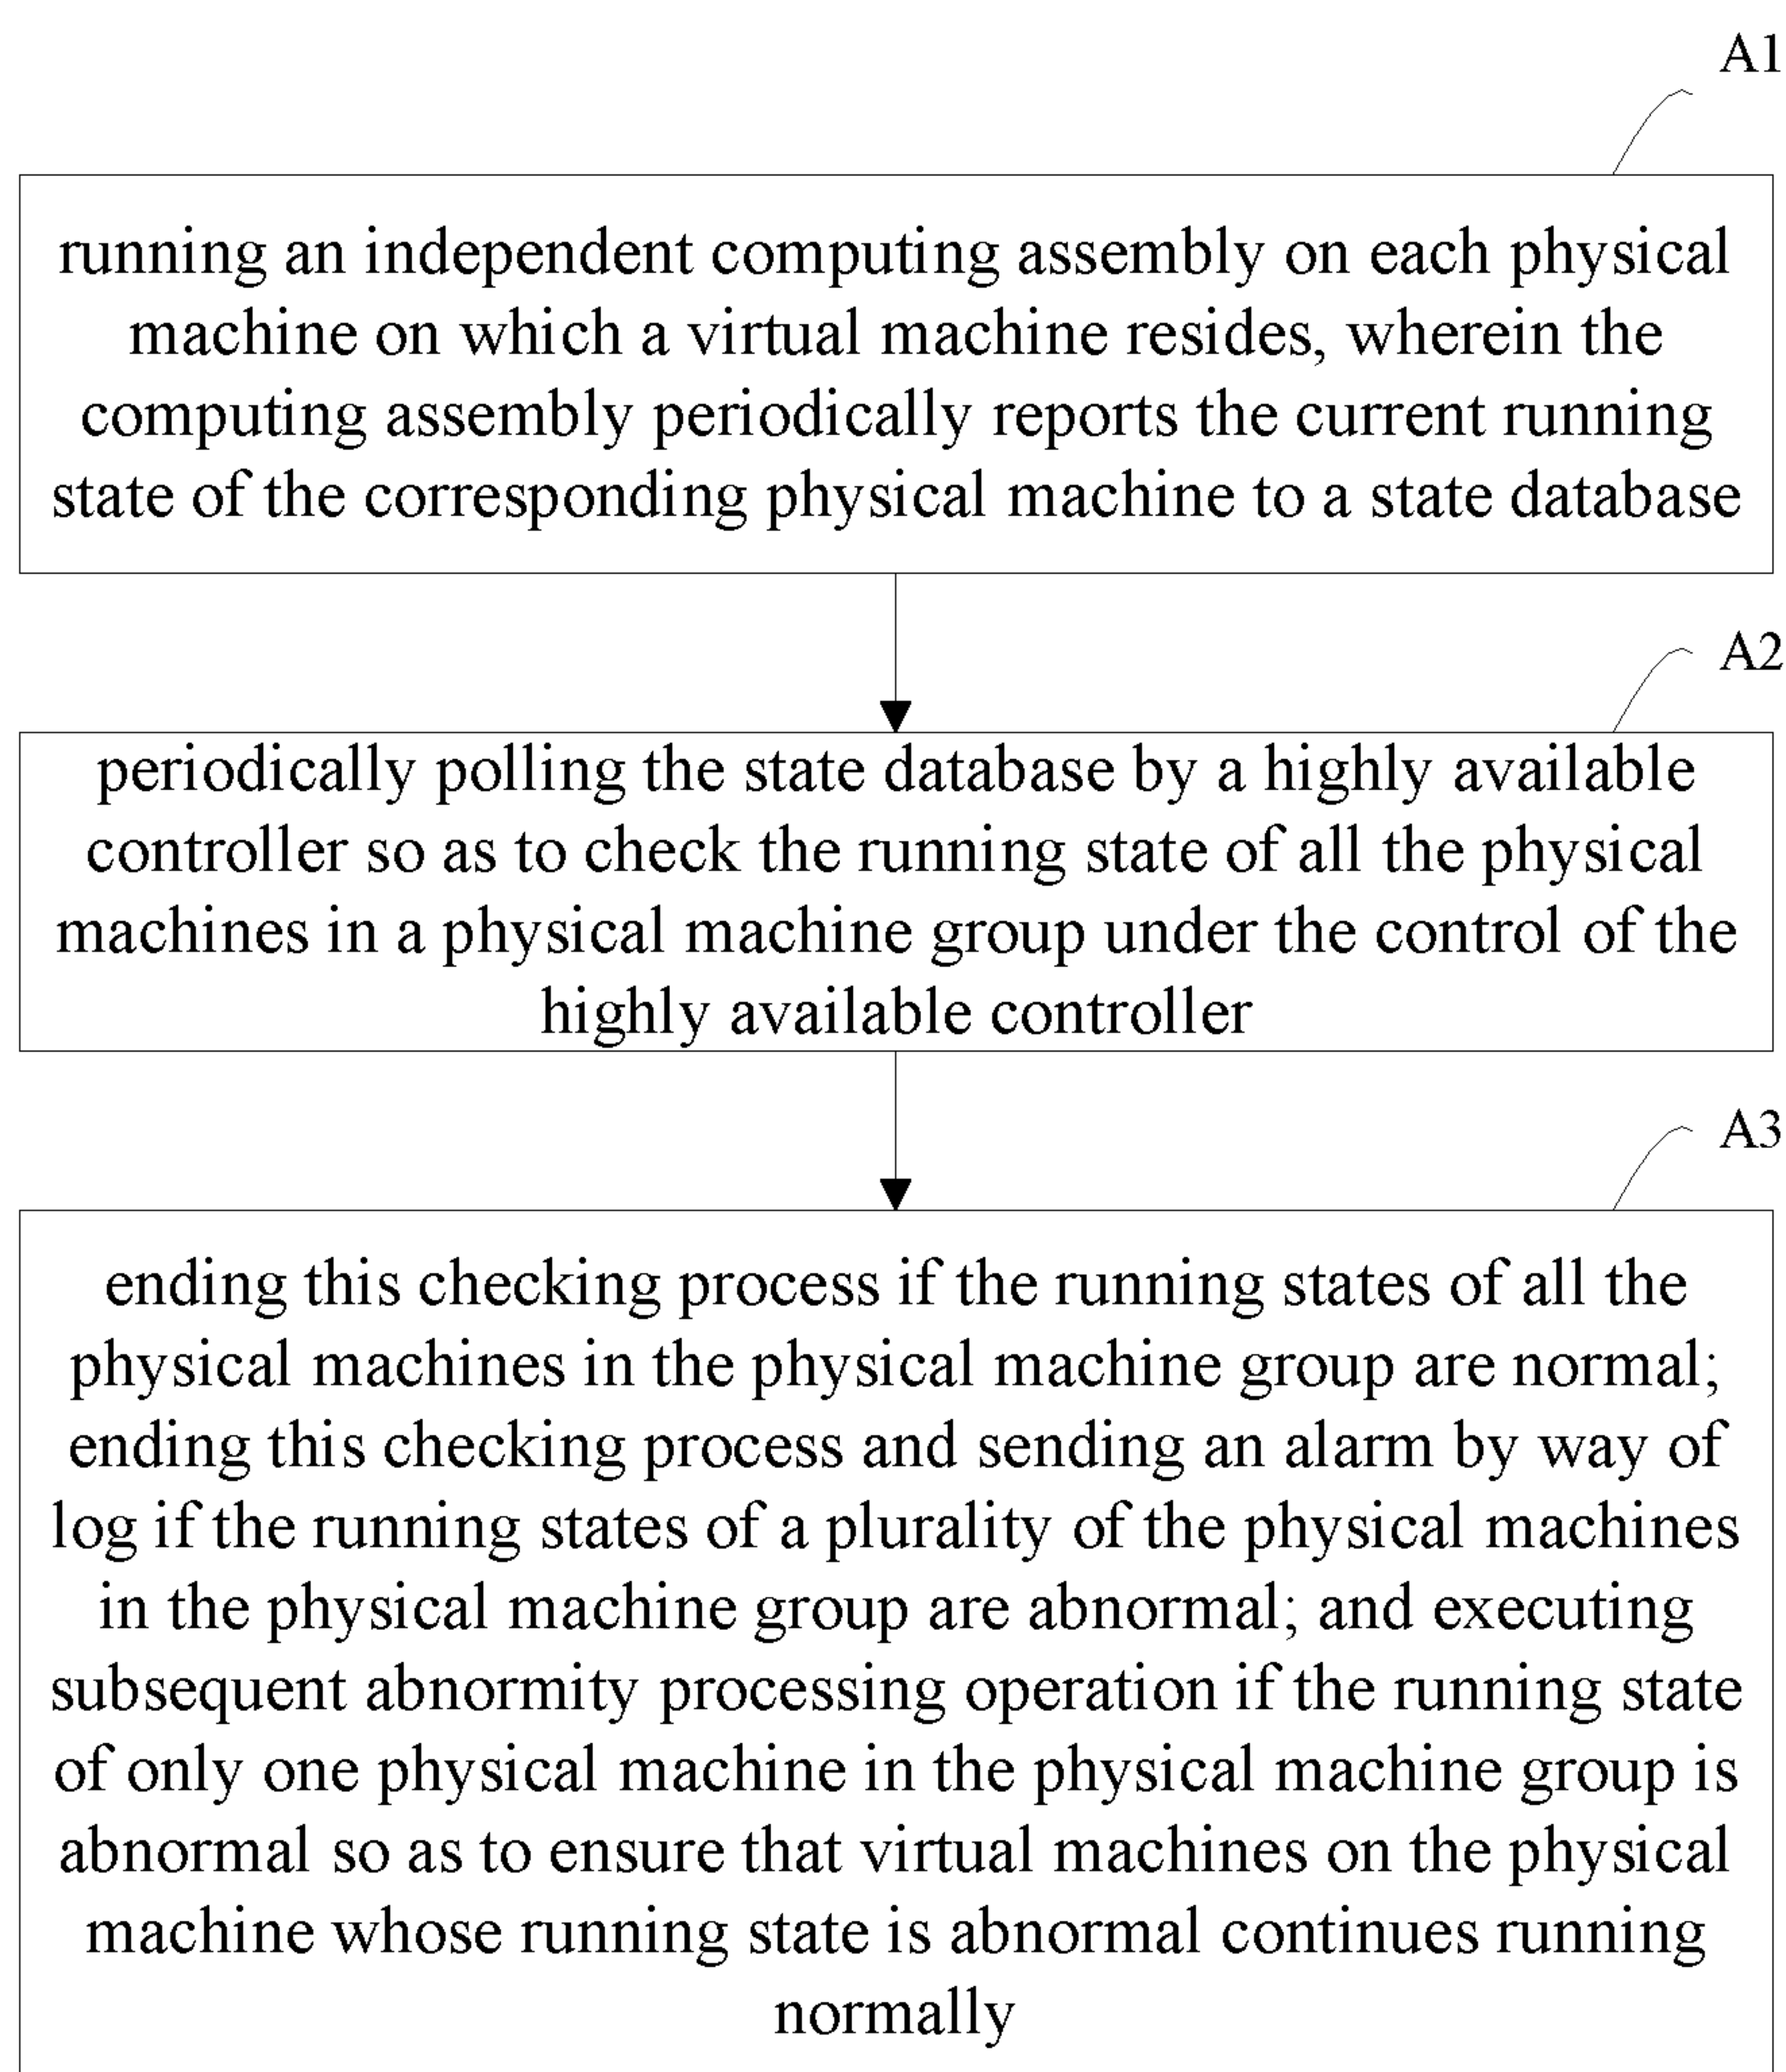 A1
running an independent computing assembly on each physical
machine on which a virtual machine resides, wherein the
computing assembly periodically reports the current running
state of the corresponding physical machine to a state database
A2
periodically polling the state database by a highly available
controller so as to check the running state of all the physical
machines in a physical machine group under the control of the
highly available controller
A3
ending this checking process if the running states of all the
physical machines in the physical machine group are normal;
ending this checking process and sending an alarm by way of
log if the running states of a plurality of the physical machines
in the physical machine group are abnormal; and executing
subsequent abnormity processing operation if the running state
of only one physical machine in the physical machine group is
abnormal so as to ensure that virtual machines on the physical
machine whose running state is abnormal continues running
normally